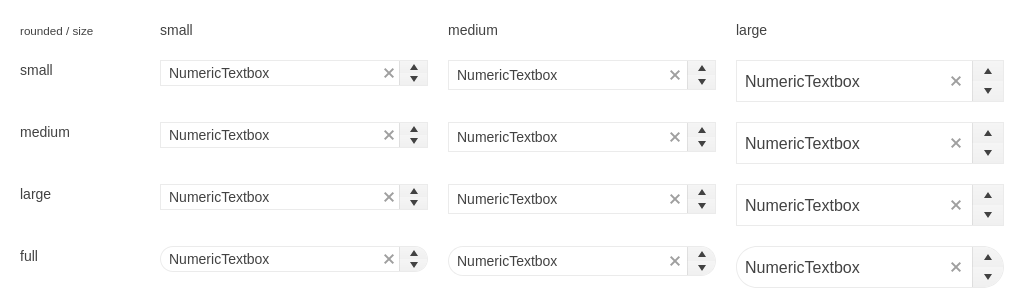 rounded / size small medium large
small NumericTextbox NumericTextbox NumericTextbox
medium NumericTextbox NumericTextbox NumericTextbox
large NumericTextbox NumericTextbox NumericTextbox
full NumericTextbox NumericTextbox NumericTextbox